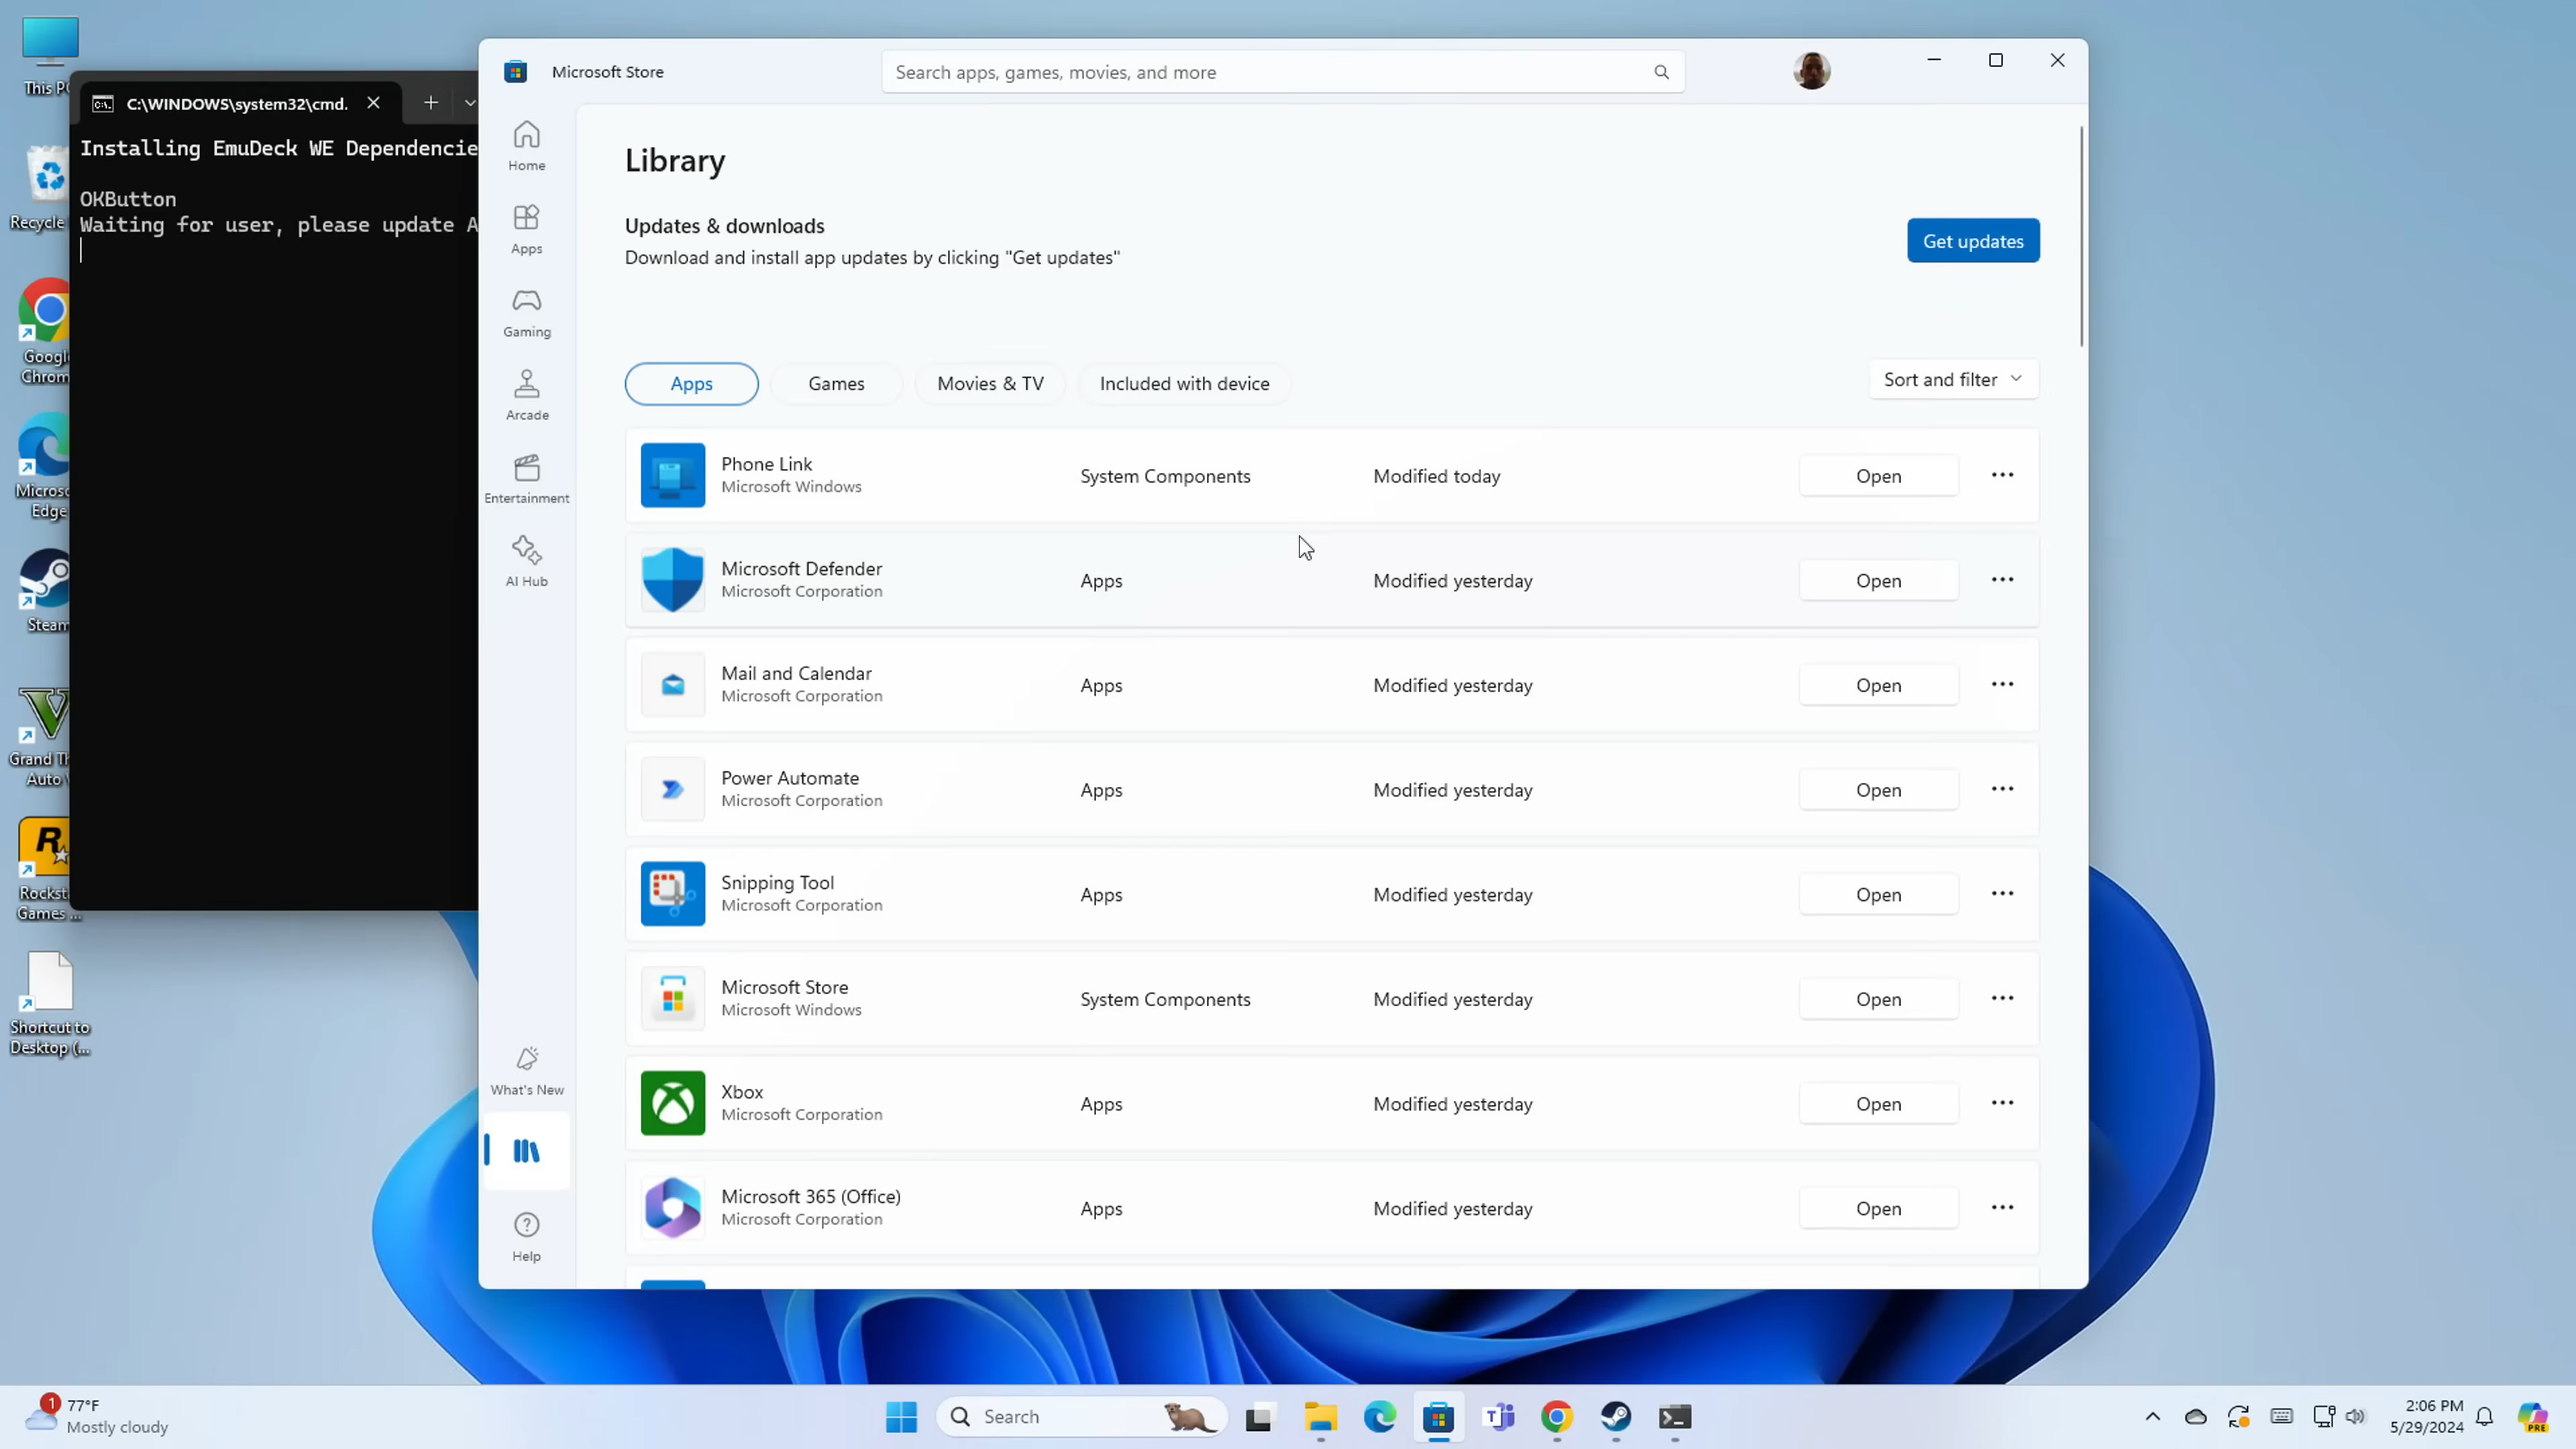 This PC
Recycle
Google
Chrom
Micros
Edge
Steam
Grand Th
Auto V
Rockst
Games ...
Shortcut to
Desktop (...
C:\WINDOWS\system32\cmd.
Installing EmuDeck WE Dependencie
OKButton
Waiting for user, please update A
Microsoft Store
Search apps, games, movies, and more
Home
Apps
Gaming
Arcade
Entertainment
AI Hub
What's New
Help
Library
Updates & downloads
Download and install app updates by clicking "Get updates"
Get updates
Apps
Games
Movies & TV
Included with device
Sort and filter
Phone Link
Microsoft Windows
System Components
Modified today
Open
Microsoft Defender
Microsoft Corporation
Apps
Modified yesterday
Open
Mail and Calendar
Microsoft Corporation
Apps
Modified yesterday
Open
Power Automate
Microsoft Corporation
Apps
Modified yesterday
Open
Snipping Tool
Microsoft Corporation
Apps
Modified yesterday
Open
Microsoft Store
Microsoft Windows
System Components
Modified yesterday
Open
Xbox
Microsoft Corporation
Apps
Modified yesterday
Open
Microsoft 365 (Office)
Microsoft Corporation
Apps
Modified yesterday
Open
1
77°F
Mostly cloudy
Search
2:06 PM
5/29/2024
PRE